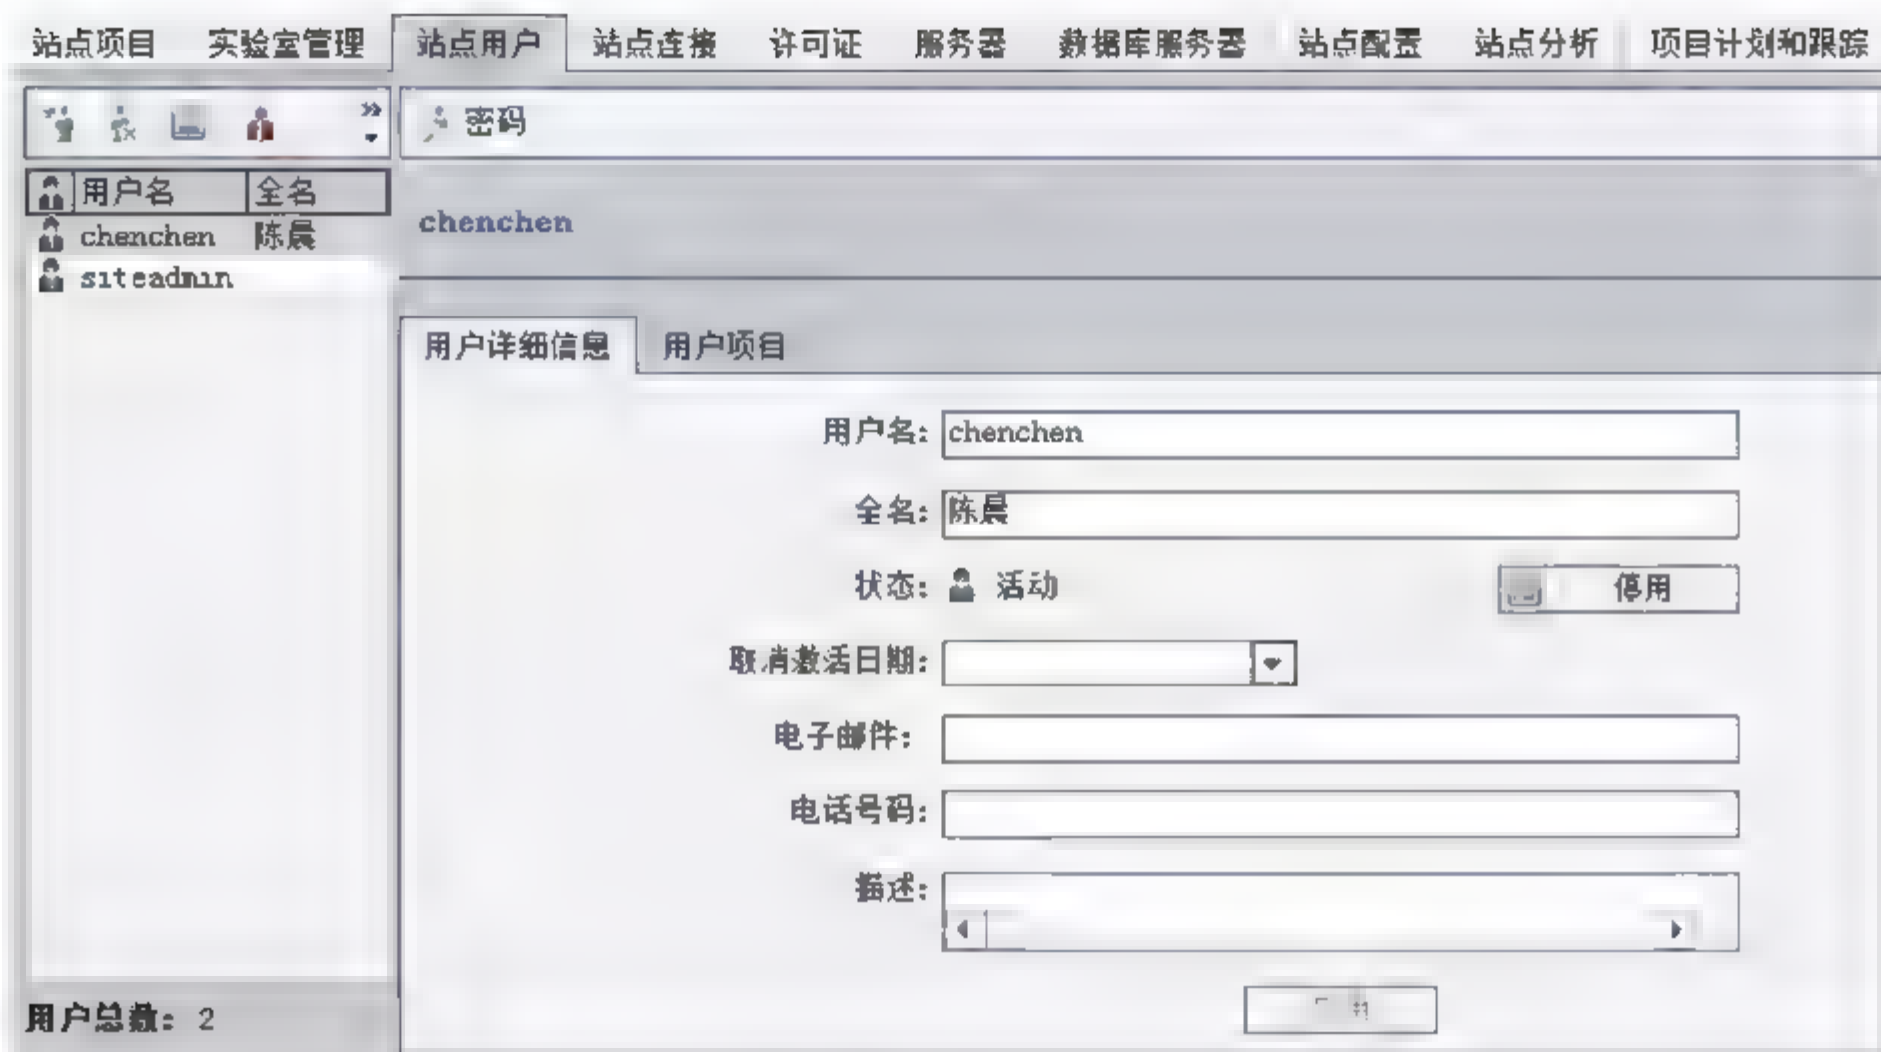 站点项目 实验室管理 站点用户 站点连接 许可证 服务器 数据库服务器 站点配置 站点分析 项目计划和跟踪
密码
用户名 全名
chenchen 陈晨
siteadmin
chenchen
用户详细信息 用户项目
用户名: chenchen
全名: 陈晨
状态: 活动 停用
取消激活日期:
电子邮件:
电话号码:
描述:
用户总数: 2